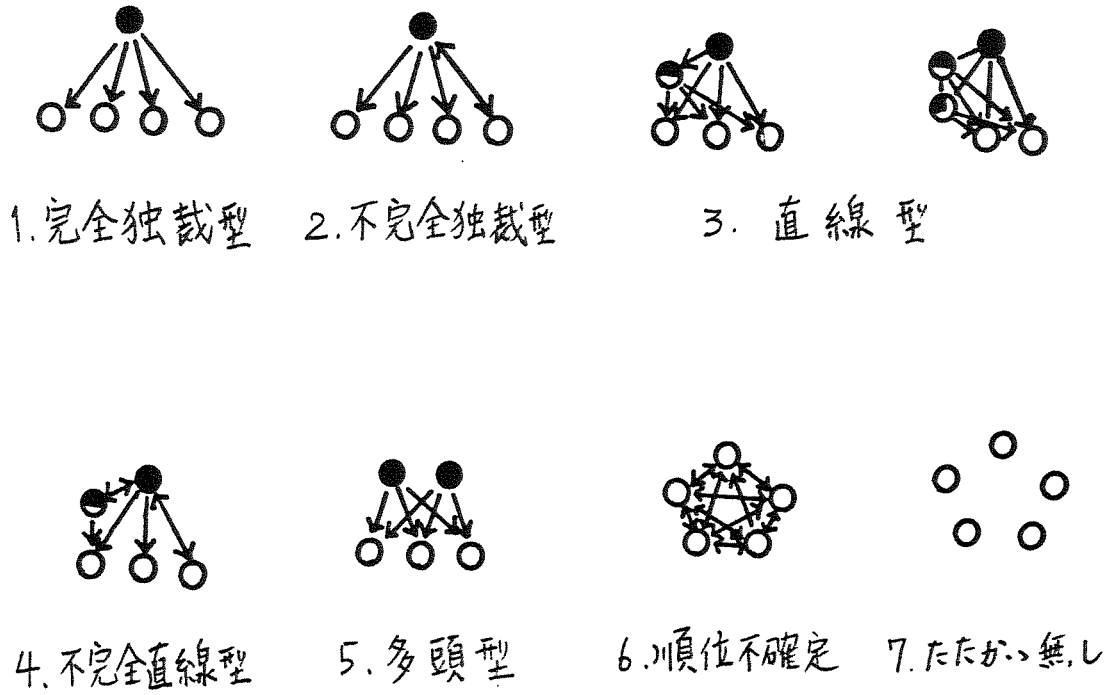 1.完全独裁型
2.不完全独裁型
3. 直線型
4.不完全直線型
5.多頭型
6.順位不確定
7.たたかい無し